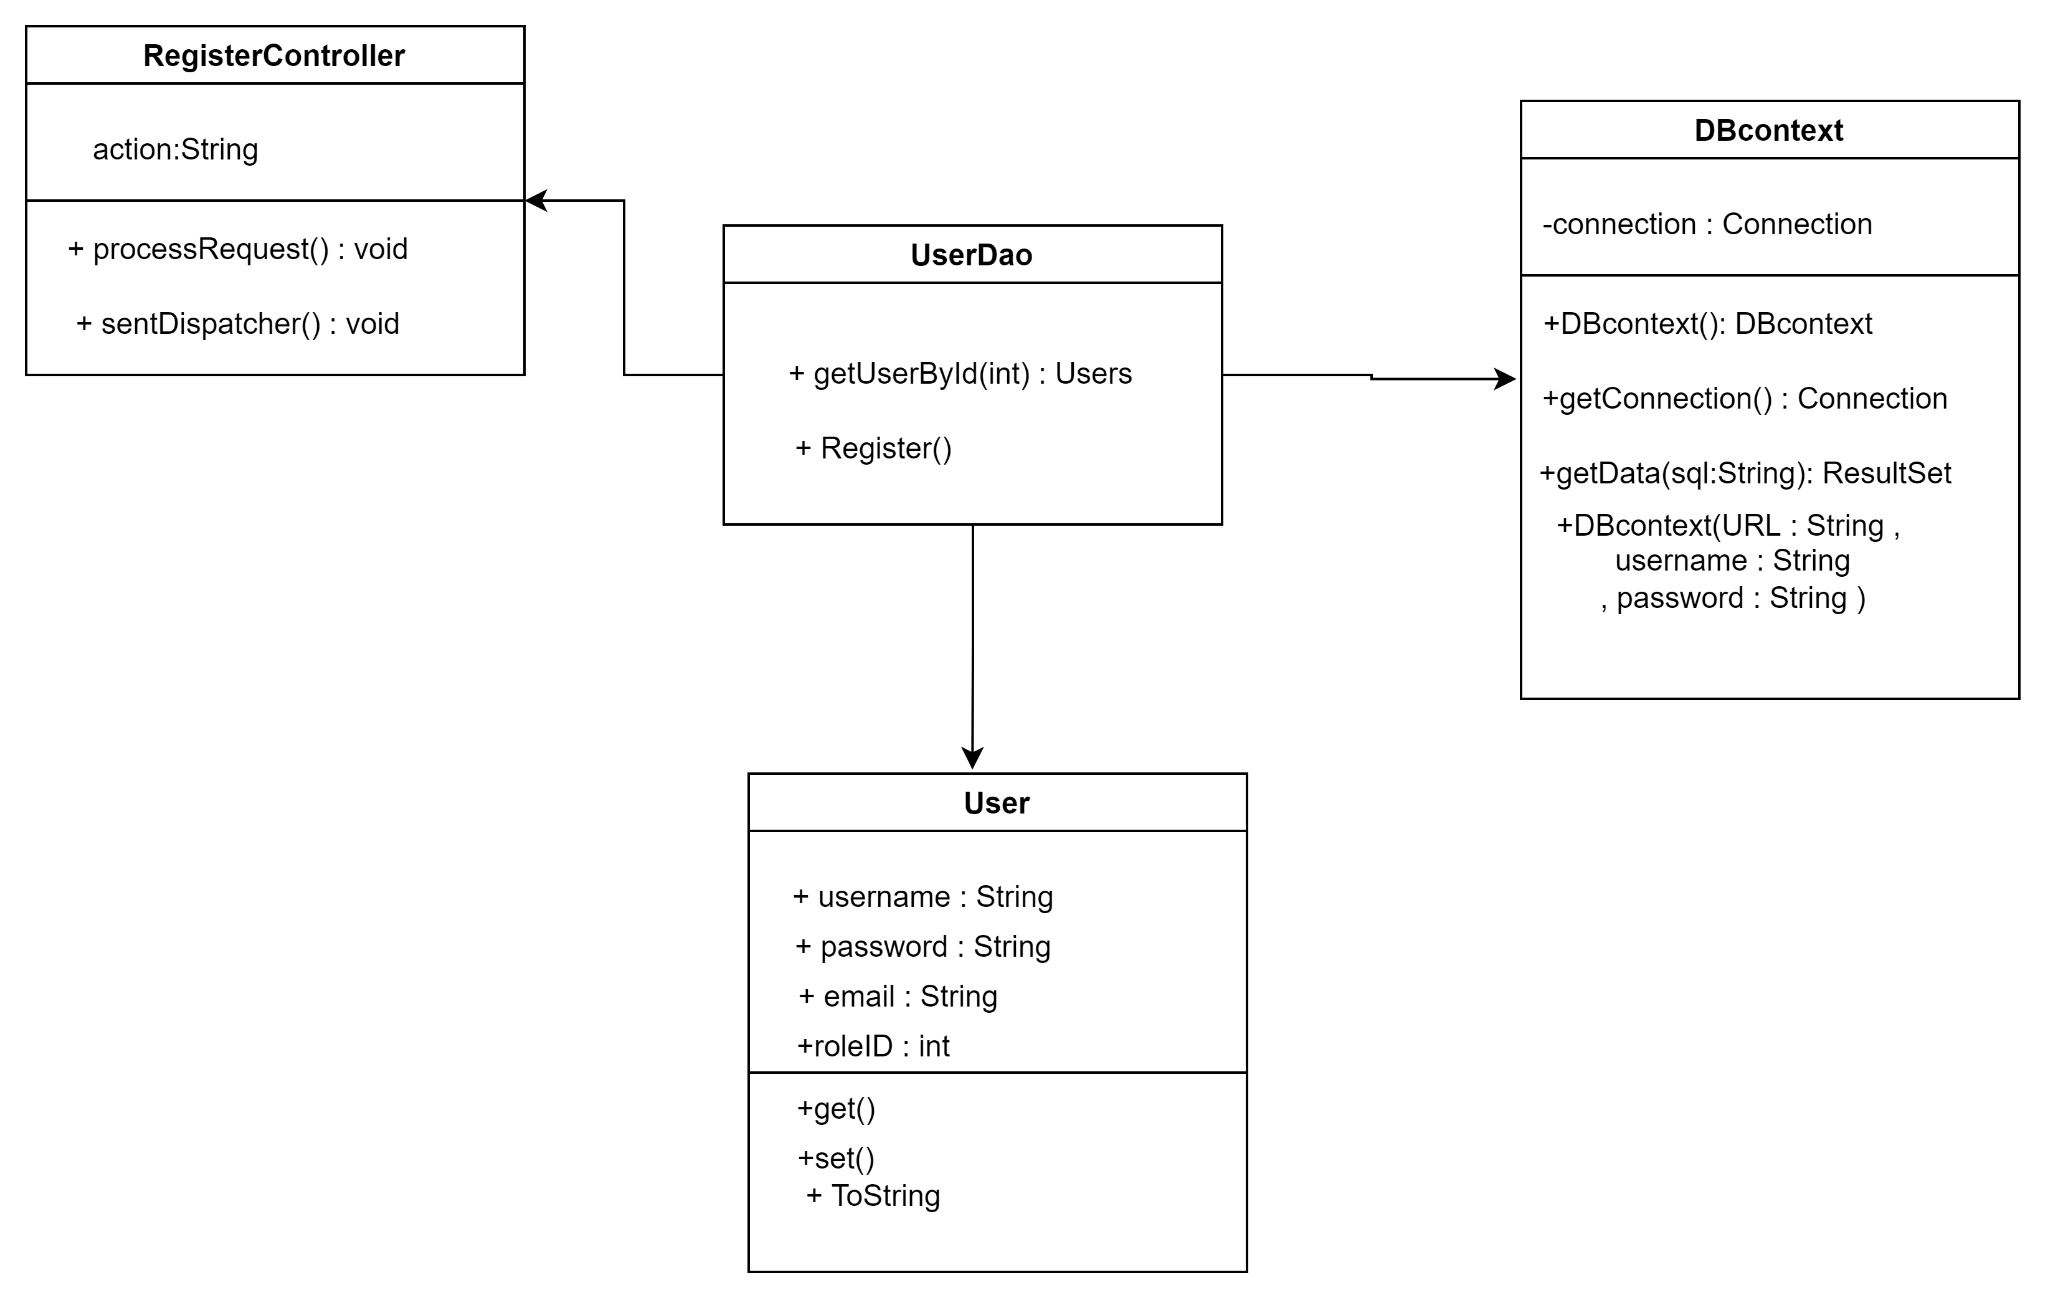 RegisterController
action:String
+ processRequest() : void
+ sentDispatcher() : void
UserDao
+ getUserById(int) : Users
+ Register()
DBcontext
-connection : Connection
+DBcontext(): DBcontext
+getConnection() : Connection
+getData(sql:String): ResultSet
+DBcontext(URL : String ,
username : String
, password : String )
User
+ username : String
+ password : String
+ email : String
+roleID : int
+get()
+set()
+ ToString